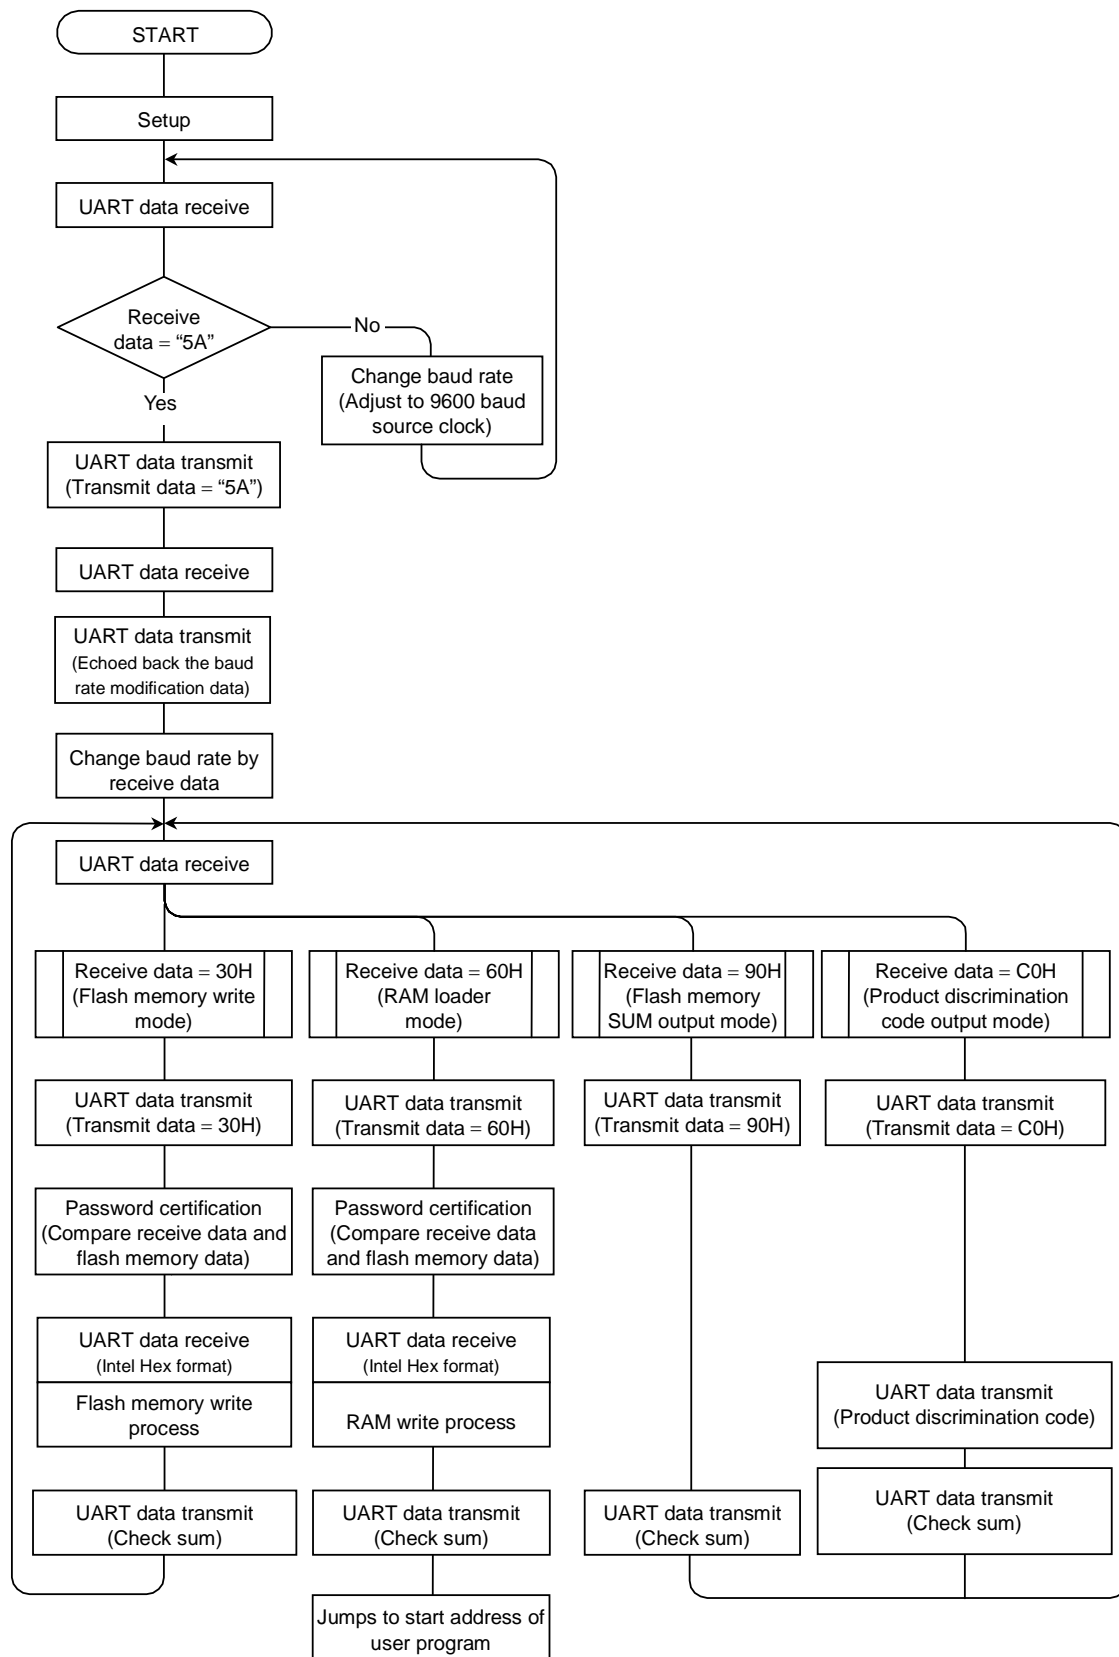 START
Setup
UART data receive
Receive
data = “5A”
No
Change baud rate
(Adjust to 9600 baud
source clock)
Yes
UART data transmit
(Transmit data = “5A”)
UART data receive
UART data transmit
(Echoed back the baud
rate modification data)
Change baud rate by
receive data
UART data receive
Receive data = 30H
(Flash memory write
mode)
Receive data = 60H
(RAM loader
mode)
Receive data = 90H
(Flash memory
SUM output mode)
Receive data = C0H
(Product discrimination
code output mode)
UART data transmit
(Transmit data = 30H)
UART data transmit
(Transmit data = 60H)
UART data transmit
(Transmit data = 90H)
UART data transmit
(Transmit data = C0H)
Password certification
(Compare receive data and
flash memory data)
Password certification
(Compare receive data
and flash memory data)
UART data receive
(Intel Hex format)
Flash memory write
process
UART data receive
(Intel Hex format)
RAM write process
UART data transmit
(Product discrimination code)
UART data transmit
(Check sum)
UART data transmit
(Check sum)
UART data transmit
(Check sum)
UART data transmit
(Check sum)
Jumps to start address of
user program